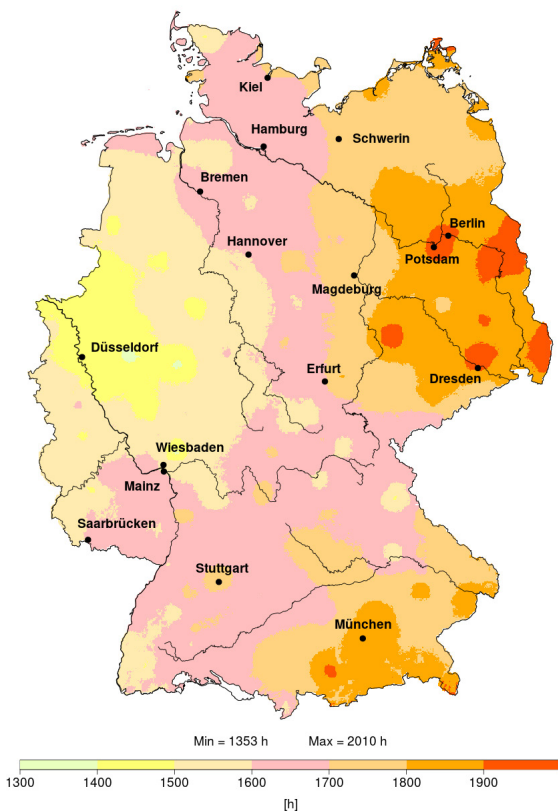 Kiel
Hamburg
Schwerin
Bremen
Berlin
Hannover
Potsdam
Magdeburg
Düsseldorf
Erfurt
Dresden
Wiesbaden
Mainz
Saarbrücken
Stuttgart
München
Min = 1353 h Max = 2010 h
1300 1400 1500 1600 1700 1800 1900
[h]